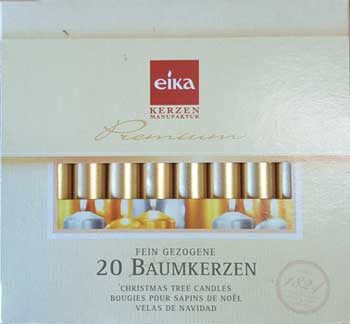 eika
KERZEN
MANUFAKTUR
Premium
FEIN GEZOGENE
20 BAUMKERZEN
CHRISTMAS TREE CANDLES
BOUGIES POUR SAPINS DE NOËL
VELAS DE NAVIDAD